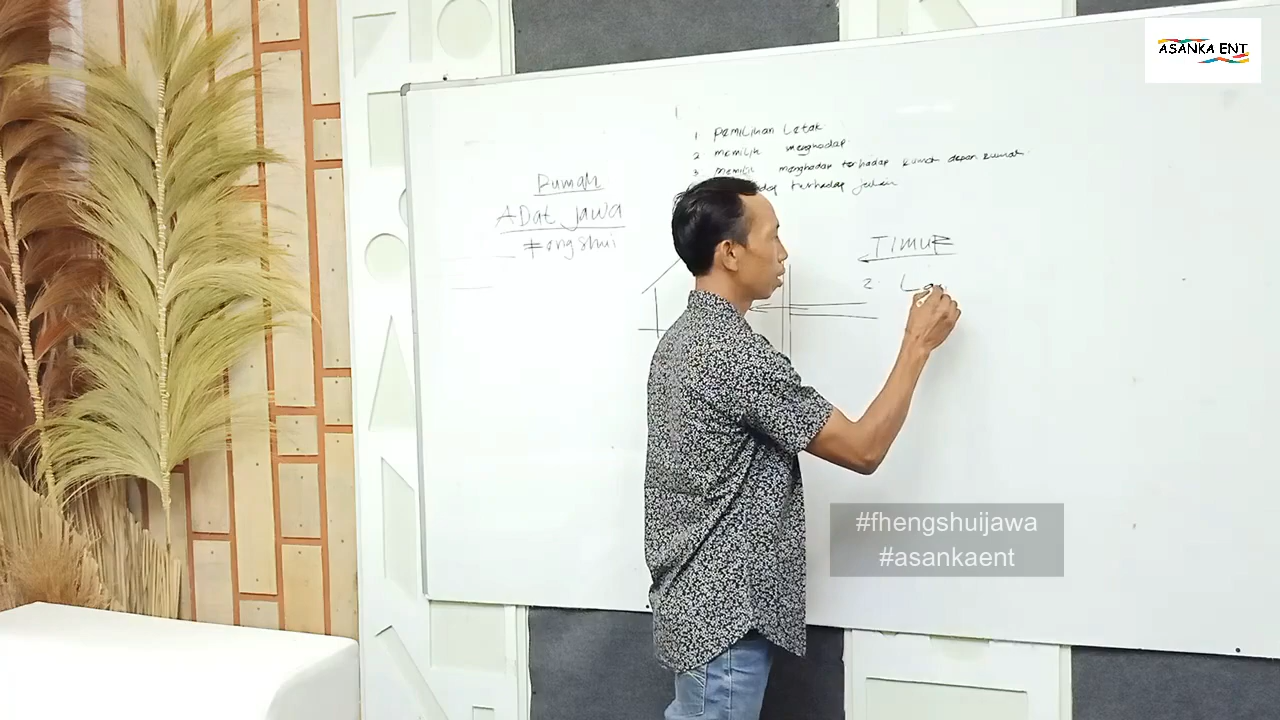 ASANKA ENT
1 pemilihan Letak
2 memilih menghadap
3 memilih menghadap terhadap rumah depan rumah
terhadap jalan
Rumah
ADat jawa
Fengshui
TIMUR
2. La
#fhengshuijawa
#asankaent